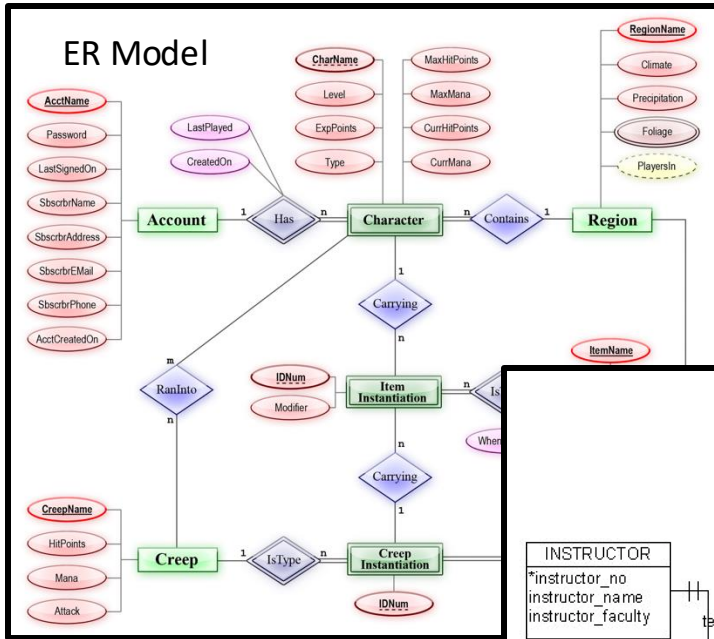 ER Model
AcctName
Password
LastSignedOn
SbscrbrName
SbscrbrAddress
SbscrbrEMail
SbscrbrPhone
AcctCreatedOn
LastPlayed
CreatedOn
CharName
Level
ExpPoints
Type
MaxHitPoints
MaxMana
CurrHitPoints
CurrMana
RegionName
Climate
Precipitation
Foliage
PlayersIn
Account
1
Has
n
Character
n
Contains
1
Region
1
Carrying
n
m
RanInto
n
IDNum
Modifier
Item
Instantiation
n
ItemName
n
Carrying
1
CreepName
HitPoints
Mana
Attack
Creep
1
IsType
n
Creep
Instantiation
IDNum
INSTRUCTOR
*instructor_no
instructor_name
instructor_faculty